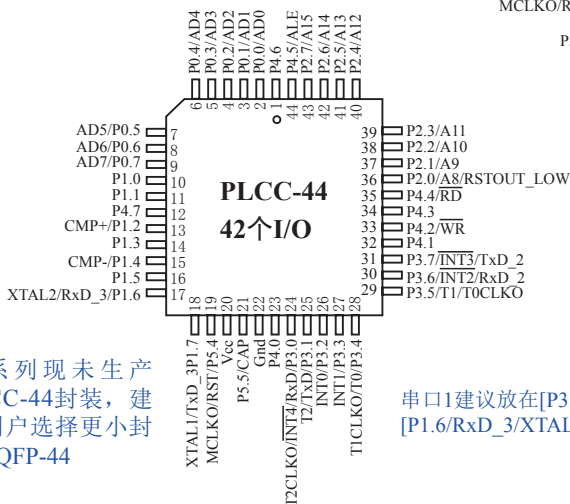 MCLKO/R
P
P0.4/AD4
P0.3/AD3
P0.2/AD2
P0.1/AD1
P0.0/AD0
P4.6
P4.5/ALE
P2.7/A15
P2.6/A14
P2.5/A13
P2.4/A12
6 5 4 3 2 1 44 43 42 41 40
AD5/P0.5 7
AD6/P0.6 8
AD7/P0.7 9
P1.0 10
P1.1 11
P4.7 12
CMP+/P1.2 13
P1.3 14
CMP-/P1.4 15
P1.5 16
XTAL2/RxD_3/P1.6 17
PLCC-44
42个I/O
39 P2.3/A11
38 P2.2/A10
37 P2.1/A9
36 P2.0/A8/RSTOUT_LOW
35 P4.4/RD
34 P4.3
33 P4.2/WR
32 P4.1
31 P3.7/INT3/TxD_2
30 P3.6/INT2/RxD_2
29 P3.5/T1/T0CLKO
18 19 20 21 22 23 24 25 26 27 28
XTAL1/TxD_3P1.7
MCLKO/RST/P5.4
Vcc
P5.5/CAP
Gnd
P4.0
T2CLKO/INT4/RxD/P3.0
T2/TxD/P3.1
INT0/P3.2
INT1/P3.3
T1CLKO/T0/P3.4
系列现未生产
CC-44封装，建
用户选择更小封
QFP-44
串口1建议放在[P3
[P1.6/RxD_3/XTAL